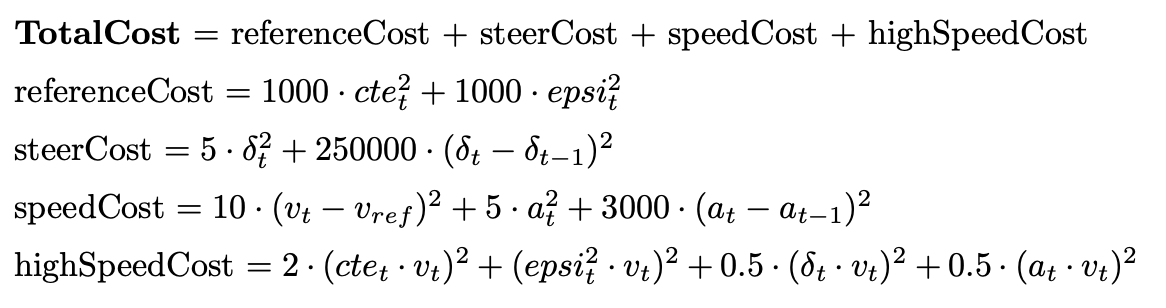 TotalCost = referenceCost + steerCost + speedCost + highSpeedCost
referenceCost = 1000 · cte_t^2 + 1000 · epsi_t^2
steerCost = 5 · δ_t^2 + 250000 · (δ_t − δ_{t−1})^2
speedCost = 10 · (v_t − v_{ref})^2 + 5 · a_t^2 + 3000 · (a_t − a_{t−1})^2
highSpeedCost = 2 · (cte_t · v_t)^2 + (epsi_t^2 · v_t)^2 + 0.5 · (δ_t · v_t)^2 + 0.5 · (a_t · v_t)^2